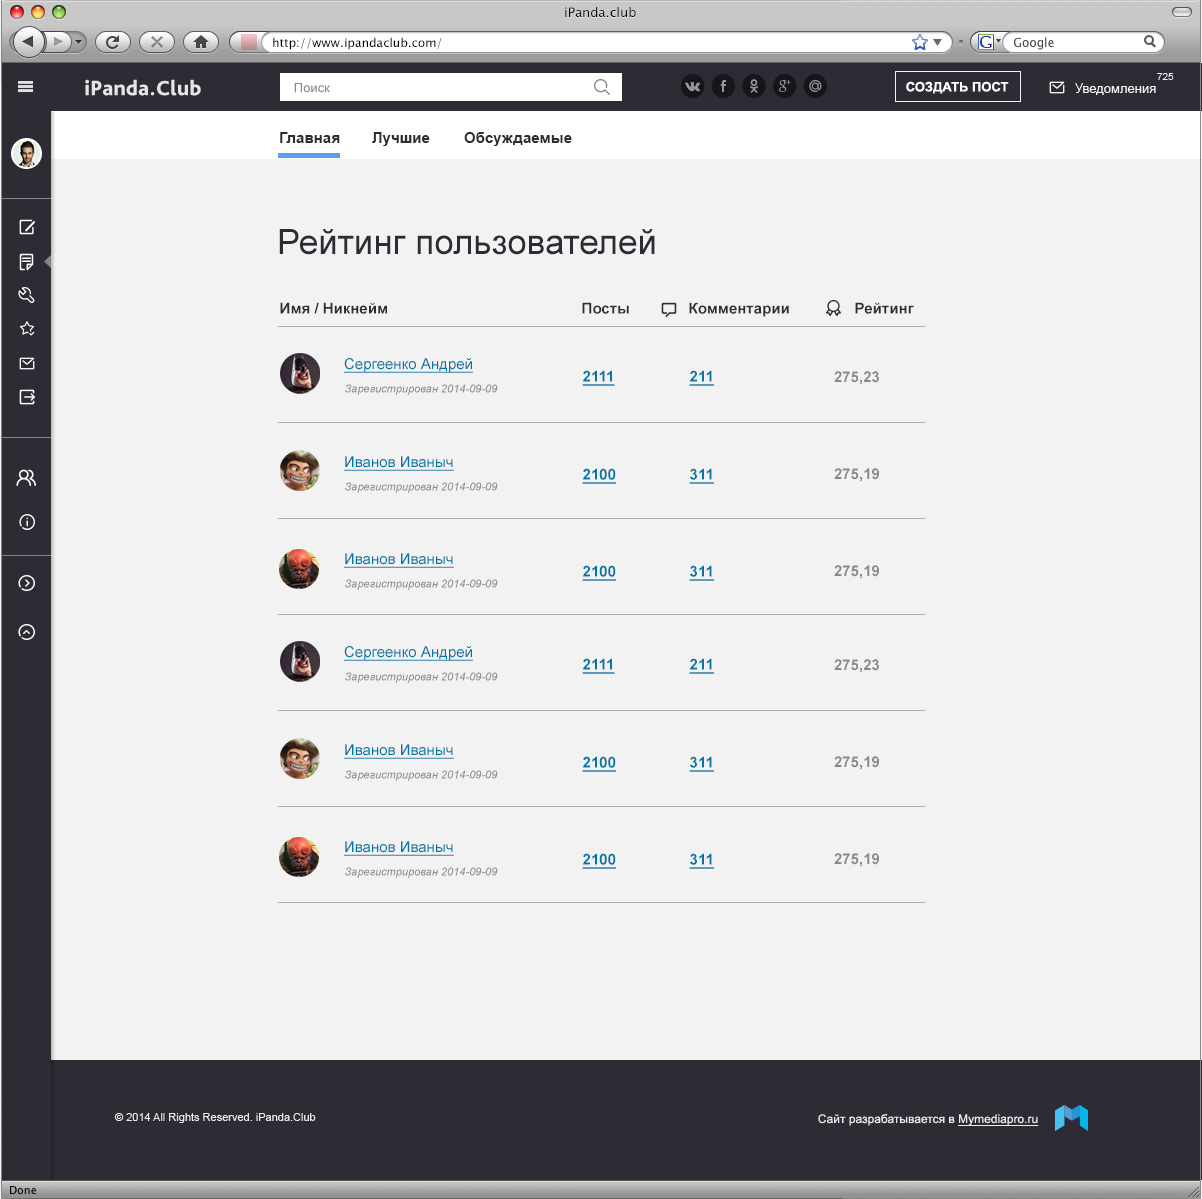 iPanda.club
http://www.ipandaclub.com/
G
Google
iPanda.Club
Поиск
СОЗДАТЬ ПОСТ
Уведомления 725
Главная Лучшие Обсуждаемые
Рейтинг пользователей
Имя / Никнейм Посты Комментарии Рейтинг
Сергеенко Андрей
Зарегистрирован 2014-09-09
2111 211 275,23
Иванов Иваныч
Зарегистрирован 2014-09-09
2100 311 275,19
Иванов Иваныч
Зарегистрирован 2014-09-09
2100 311 275,19
Сергеенко Андрей
Зарегистрирован 2014-09-09
2111 211 275,23
Иванов Иваныч
Зарегистрирован 2014-09-09
2100 311 275,19
Иванов Иваныч
Зарегистрирован 2014-09-09
2100 311 275,19
© 2014 All Rights Reserved. iPanda.Club
Сайт разрабатывается в Mymediapro.ru
Done